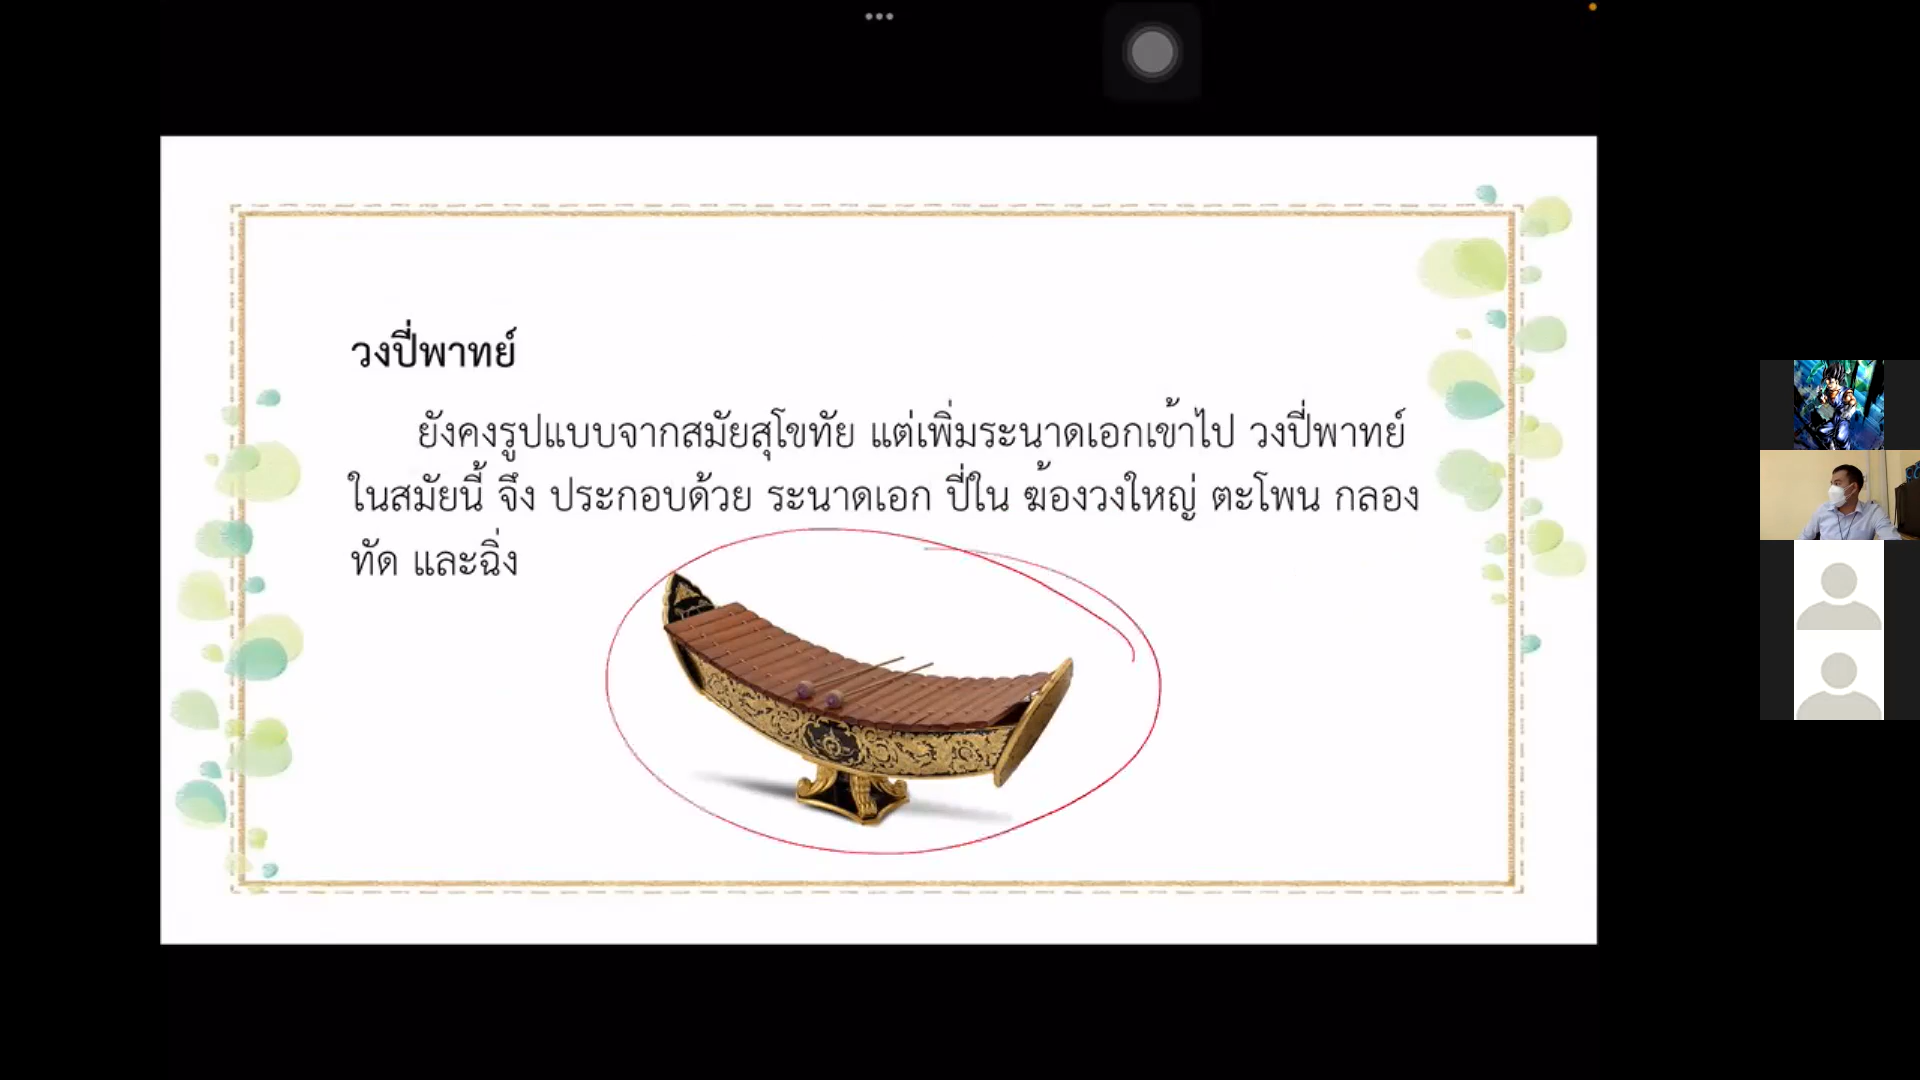 วงปี่พาทย์
ยังคงรูปแบบจากสมัยสุโขทัย แต่เพิ่มระนาดเอกเข้าไป วงปี่พาทย์
ในสมัยนี้ จึง ประกอบด้วย ระนาดเอก ปี่ใน ฆ้องวงใหญ่ ตะโพน กลอง
ทัด และฉิ่ง